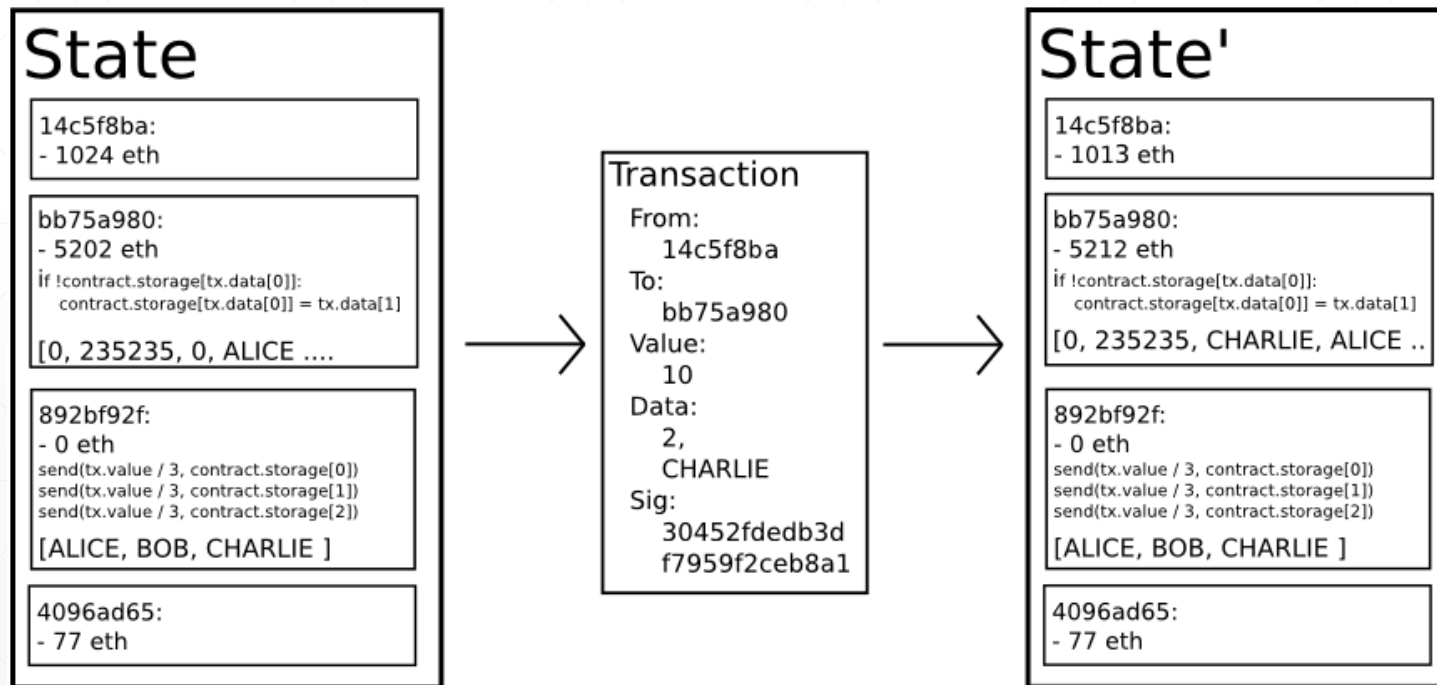 State
14c5f8ba:
- 1024 eth
bb75a980:
- 5202 eth
if !contract.storage[tx.data[0]]:
contract.storage[tx.data[0]] = tx.data[1]
[0, 235235, 0, ALICE ....
892bf92f:
- 0 eth
send(tx.value / 3, contract.storage[0])
send(tx.value / 3, contract.storage[1])
send(tx.value / 3, contract.storage[2])
[ALICE, BOB, CHARLIE ]
4096ad65:
- 77 eth
Transaction
From:
14c5f8ba
To:
bb75a980
Value:
10
Data:
2,
CHARLIE
Sig:
30452fdedb3d
f7959f2ceb8a1
State'
14c5f8ba:
- 1013 eth
bb75a980:
- 5212 eth
if !contract.storage[tx.data[0]]:
contract.storage[tx.data[0]] = tx.data[1]
[0, 235235, CHARLIE, ALICE ..
892bf92f:
- 0 eth
send(tx.value / 3, contract.storage[0])
send(tx.value / 3, contract.storage[1])
send(tx.value / 3, contract.storage[2])
[ALICE, BOB, CHARLIE ]
4096ad65:
- 77 eth